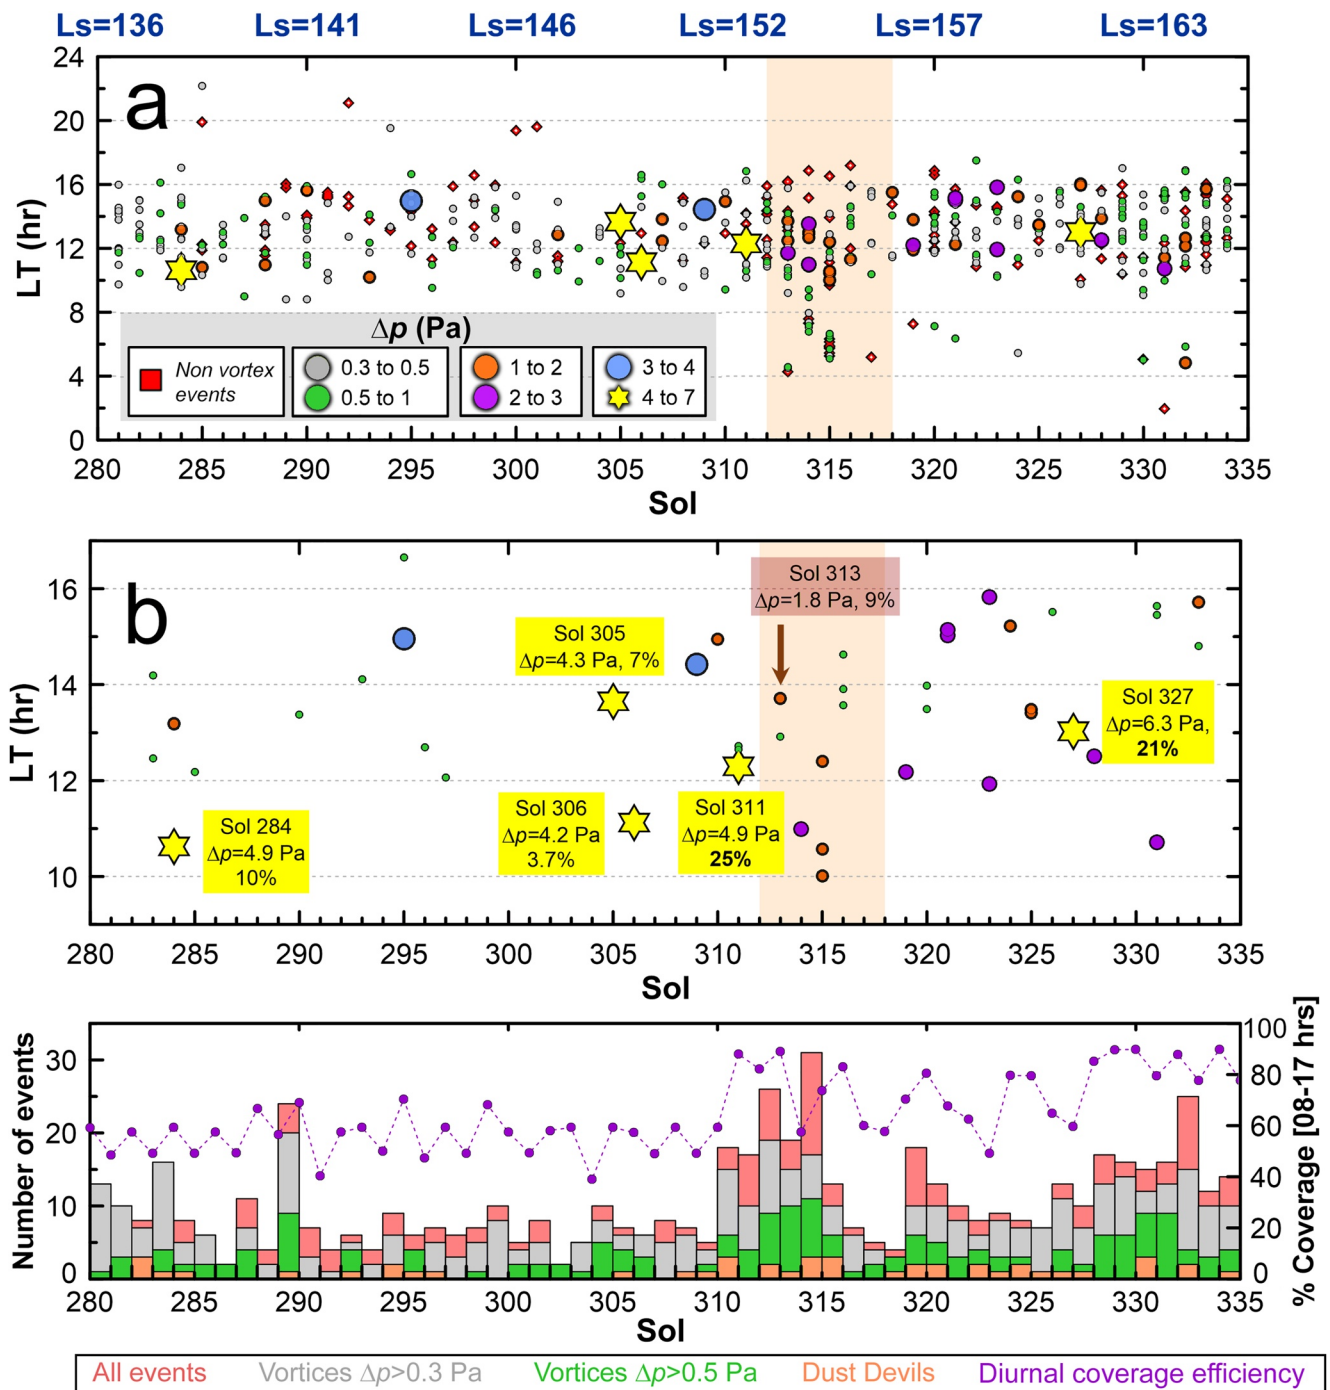 Ls=136 Ls=141 Ls=146 Ls=152 Ls=157 Ls=163
24
a
20
16
12
8
4
0
LT (hr)
Δp (Pa)
Non vortex
events
0.3 to 0.5
0.5 to 1
1 to 2
2 to 3
3 to 4
4 to 7
280 285 290 295 300 305 310 315 320 325 330 335
Sol
b
16
14
12
10
LT (hr)
Sol 313
Δp=1.8 Pa, 9%
Sol 305
Δp=4.3 Pa, 7%
Sol 327
Δp=6.3 Pa,
21%
Sol 284
Δp=4.9 Pa
10%
Sol 306
Δp=4.2 Pa
3.7%
Sol 311
Δp=4.9 Pa
25%
280 285 290 295 300 305 310 315 320 325 330 335
Sol
Number of events
30
20
10
0
100
80
60
40
20
0
% Coverage [08-17 hrs]
280 285 290 295 300 305 310 315 320 325 330 335
Sol
All events Vortices Δp>0.3 Pa Vortices Δp>0.5 Pa Dust Devils Diurnal coverage efficiency